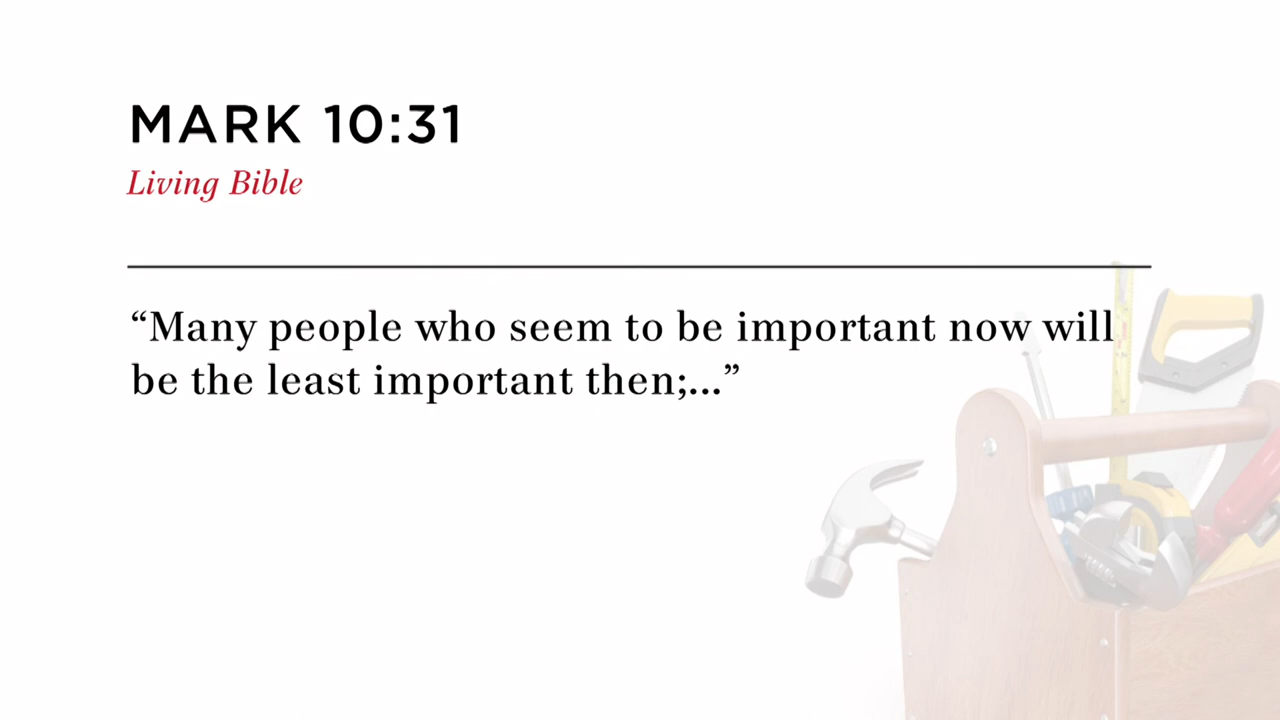 MARK 10:31
Living Bible
“Many people who seem to be important now will
be the least important then;...”